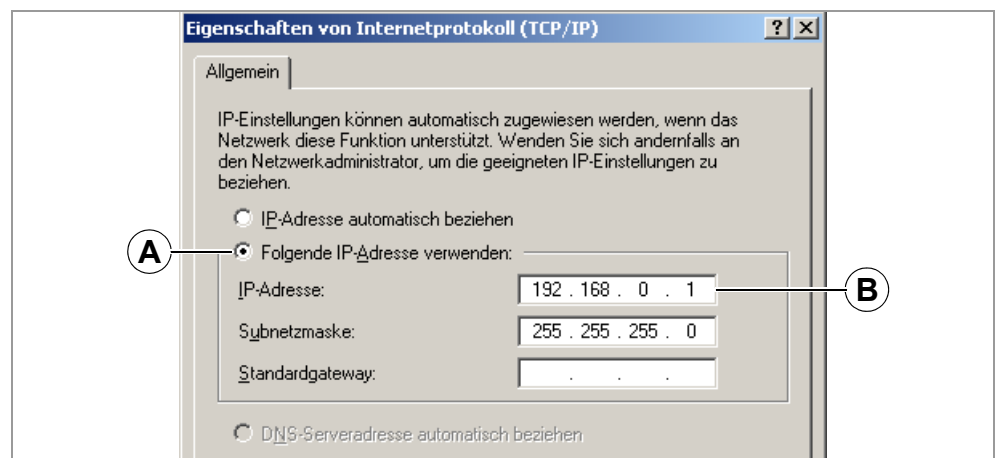 Eigenschaften von Internetprotokoll (TCP/IP)
Allgemein
IP-Einstellungen können automatisch zugewiesen werden, wenn das
Netzwerk diese Funktion unterstützt. Wenden Sie sich andernfalls an
den Netzwerkadministrator, um die geeigneten IP-Einstellungen zu
beziehen.
IP-Adresse automatisch beziehen
A Folgende IP-Adresse verwenden:
IP-Adresse: 192 . 168 . 0 . 1 B
Subnetzmaske: 255 . 255 . 255 . 0
Standardgateway: . . .
DNS-Serveradresse automatisch beziehen